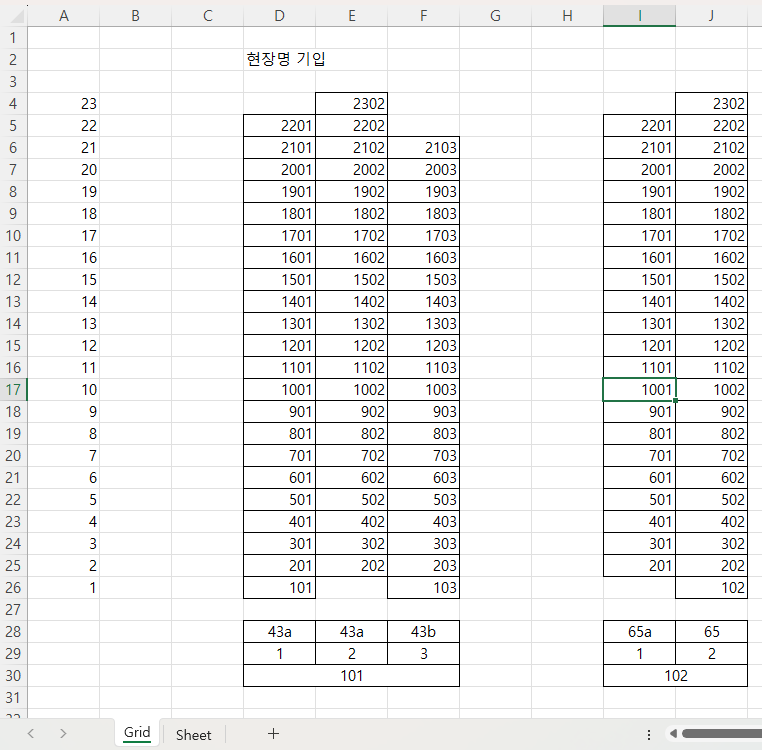 A B C D E F G H I J
1
2 현장명 기입
3
4 23 2302 2302
5 22 2201 2202 2201 2202
6 21 2101 2102 2103 2101 2102
7 20 2001 2002 2003 2001 2002
8 19 1901 1902 1903 1901 1902
9 18 1801 1802 1803 1801 1802
10 17 1701 1702 1703 1701 1702
11 16 1601 1602 1603 1601 1602
12 15 1501 1502 1503 1501 1502
13 14 1401 1402 1403 1401 1402
14 13 1301 1302 1303 1301 1302
15 12 1201 1202 1203 1201 1202
16 11 1101 1102 1103 1101 1102
17 10 1001 1002 1003 1001 1002
18 9 901 902 903 901 902
19 8 801 802 803 801 802
20 7 701 702 703 701 702
21 6 601 602 603 601 602
22 5 501 502 503 501 502
23 4 401 402 403 401 402
24 3 301 302 303 301 302
25 2 201 202 203 201 202
26 1 101 103 102
27
28 43a 43a 43b 65a 65
29 1 2 3 1 2
30 101 102
31
Grid Sheet